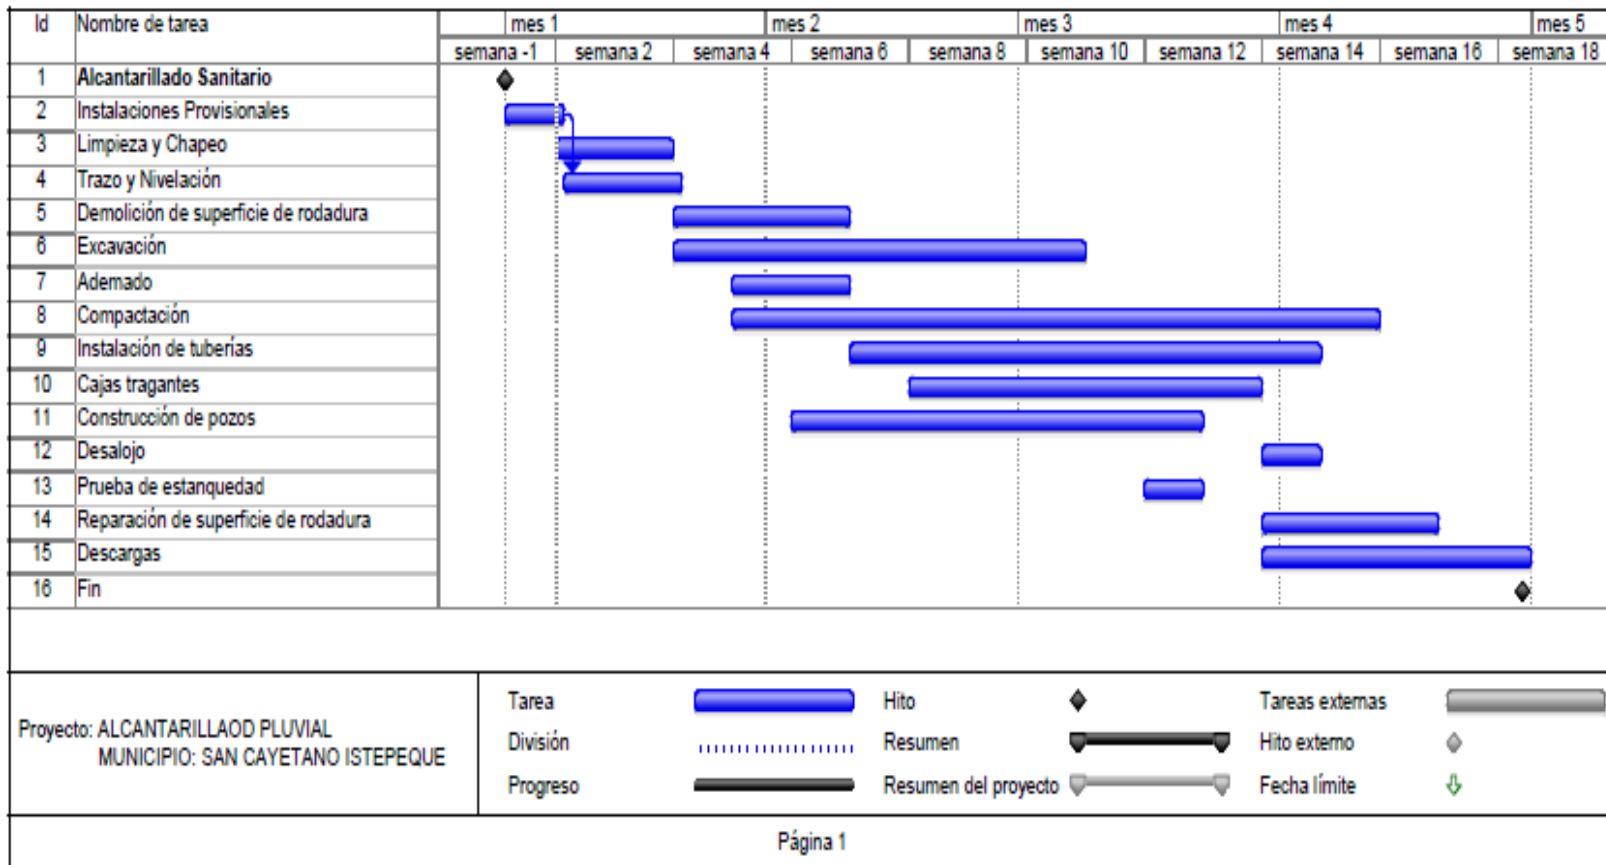 Id Nombre de tarea mes 1 mes 2 mes 3 mes 4 mes 5
semana -1 semana 2 semana 4 semana 6 semana 8 semana 10 semana 12 semana 14 semana 16 semana 18
1 Alcantarillado Sanitario
2 Instalaciones Provisionales
3 Limpieza y Chapeo
4 Trazo y Nivelación
5 Demolición de superficie de rodadura
6 Excavación
7 Ademado
8 Compactación
9 Instalación de tuberías
10 Cajas tragantes
11 Construcción de pozos
12 Desalojo
13 Prueba de estanquedad
14 Reparación de superficie de rodadura
15 Descargas
16 Fin
Proyecto: ALCANTARILLAOD PLUVIAL
MUNICIPIO: SAN CAYETANO ISTEPEQUE
Tarea Hito Tareas externas
División Resumen Hito externo
Progreso Resumen del proyecto Fecha límite
Página 1